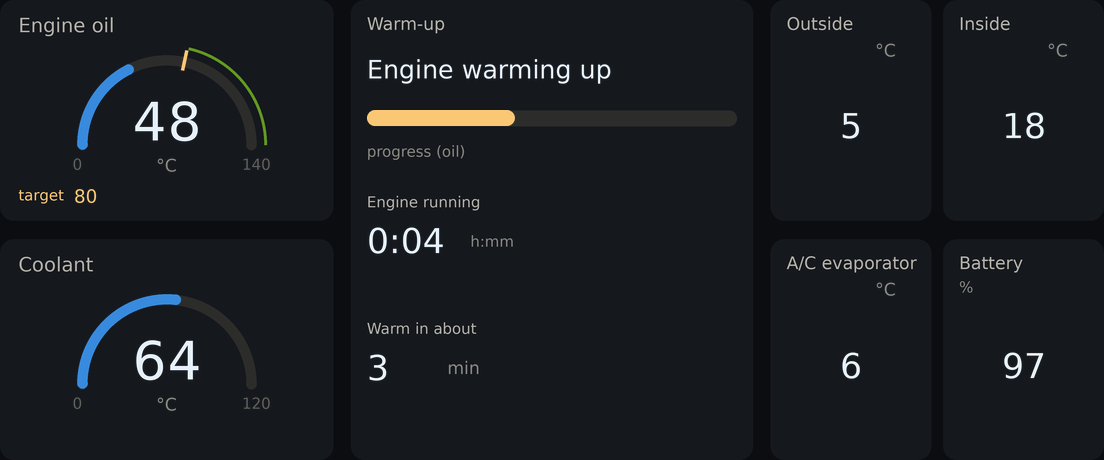 Engine oil
48
0
°C
140
target 80
Coolant
64
0
°C
120
Warm-up
Engine warming up
progress (oil)
Engine running
0:04 h:mm
Warm in about
3 min
Outside
°C
5
Inside
°C
18
A/C evaporator
°C
6
Battery
%
97